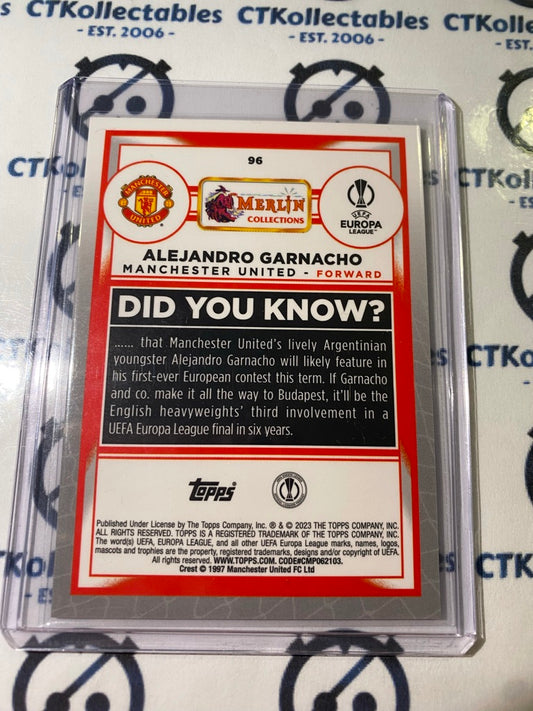 CTKollectables
- EST. 2006 -
CTKollectables
- EST. 2006 -
CTKollec
CTKollectables
- EST. 2006 -
96
MANCHESTER
UNITED
MERLIN
COLLECTIONS
UEFA
EUROPA
LEAGUE™
ALEJANDRO GARNACHO
MANCHESTER UNITED - FORWARD
DID YOU KNOW?
...... that Manchester United's lively Argentinian
youngster Alejandro Garnacho will likely feature in
his first-ever European contest this term. If Garnacho
and co. make it all the way to Budapest, it'll be the
English heavyweights' third involvement in a
UEFA Europa League final in six years.
topps®
Published Under License by The Topps Company, Inc. ® & © 2023 THE TOPPS COMPANY, INC.
ALL RIGHTS RESERVED. TOPPS IS A REGISTERED TRADEMARK OF THE TOPPS COMPANY, INC.
The word(s) UEFA, EUROPA LEAGUE, and all other UEFA Europa League marks, names, logos,
mascots and trophies are the property, registered trademarks, designs and/or copyright of UEFA.
All rights reserved. WWW.TOPPS.COM. CODE#CMP062103.
Crest © 1997 Manchester United FC Ltd